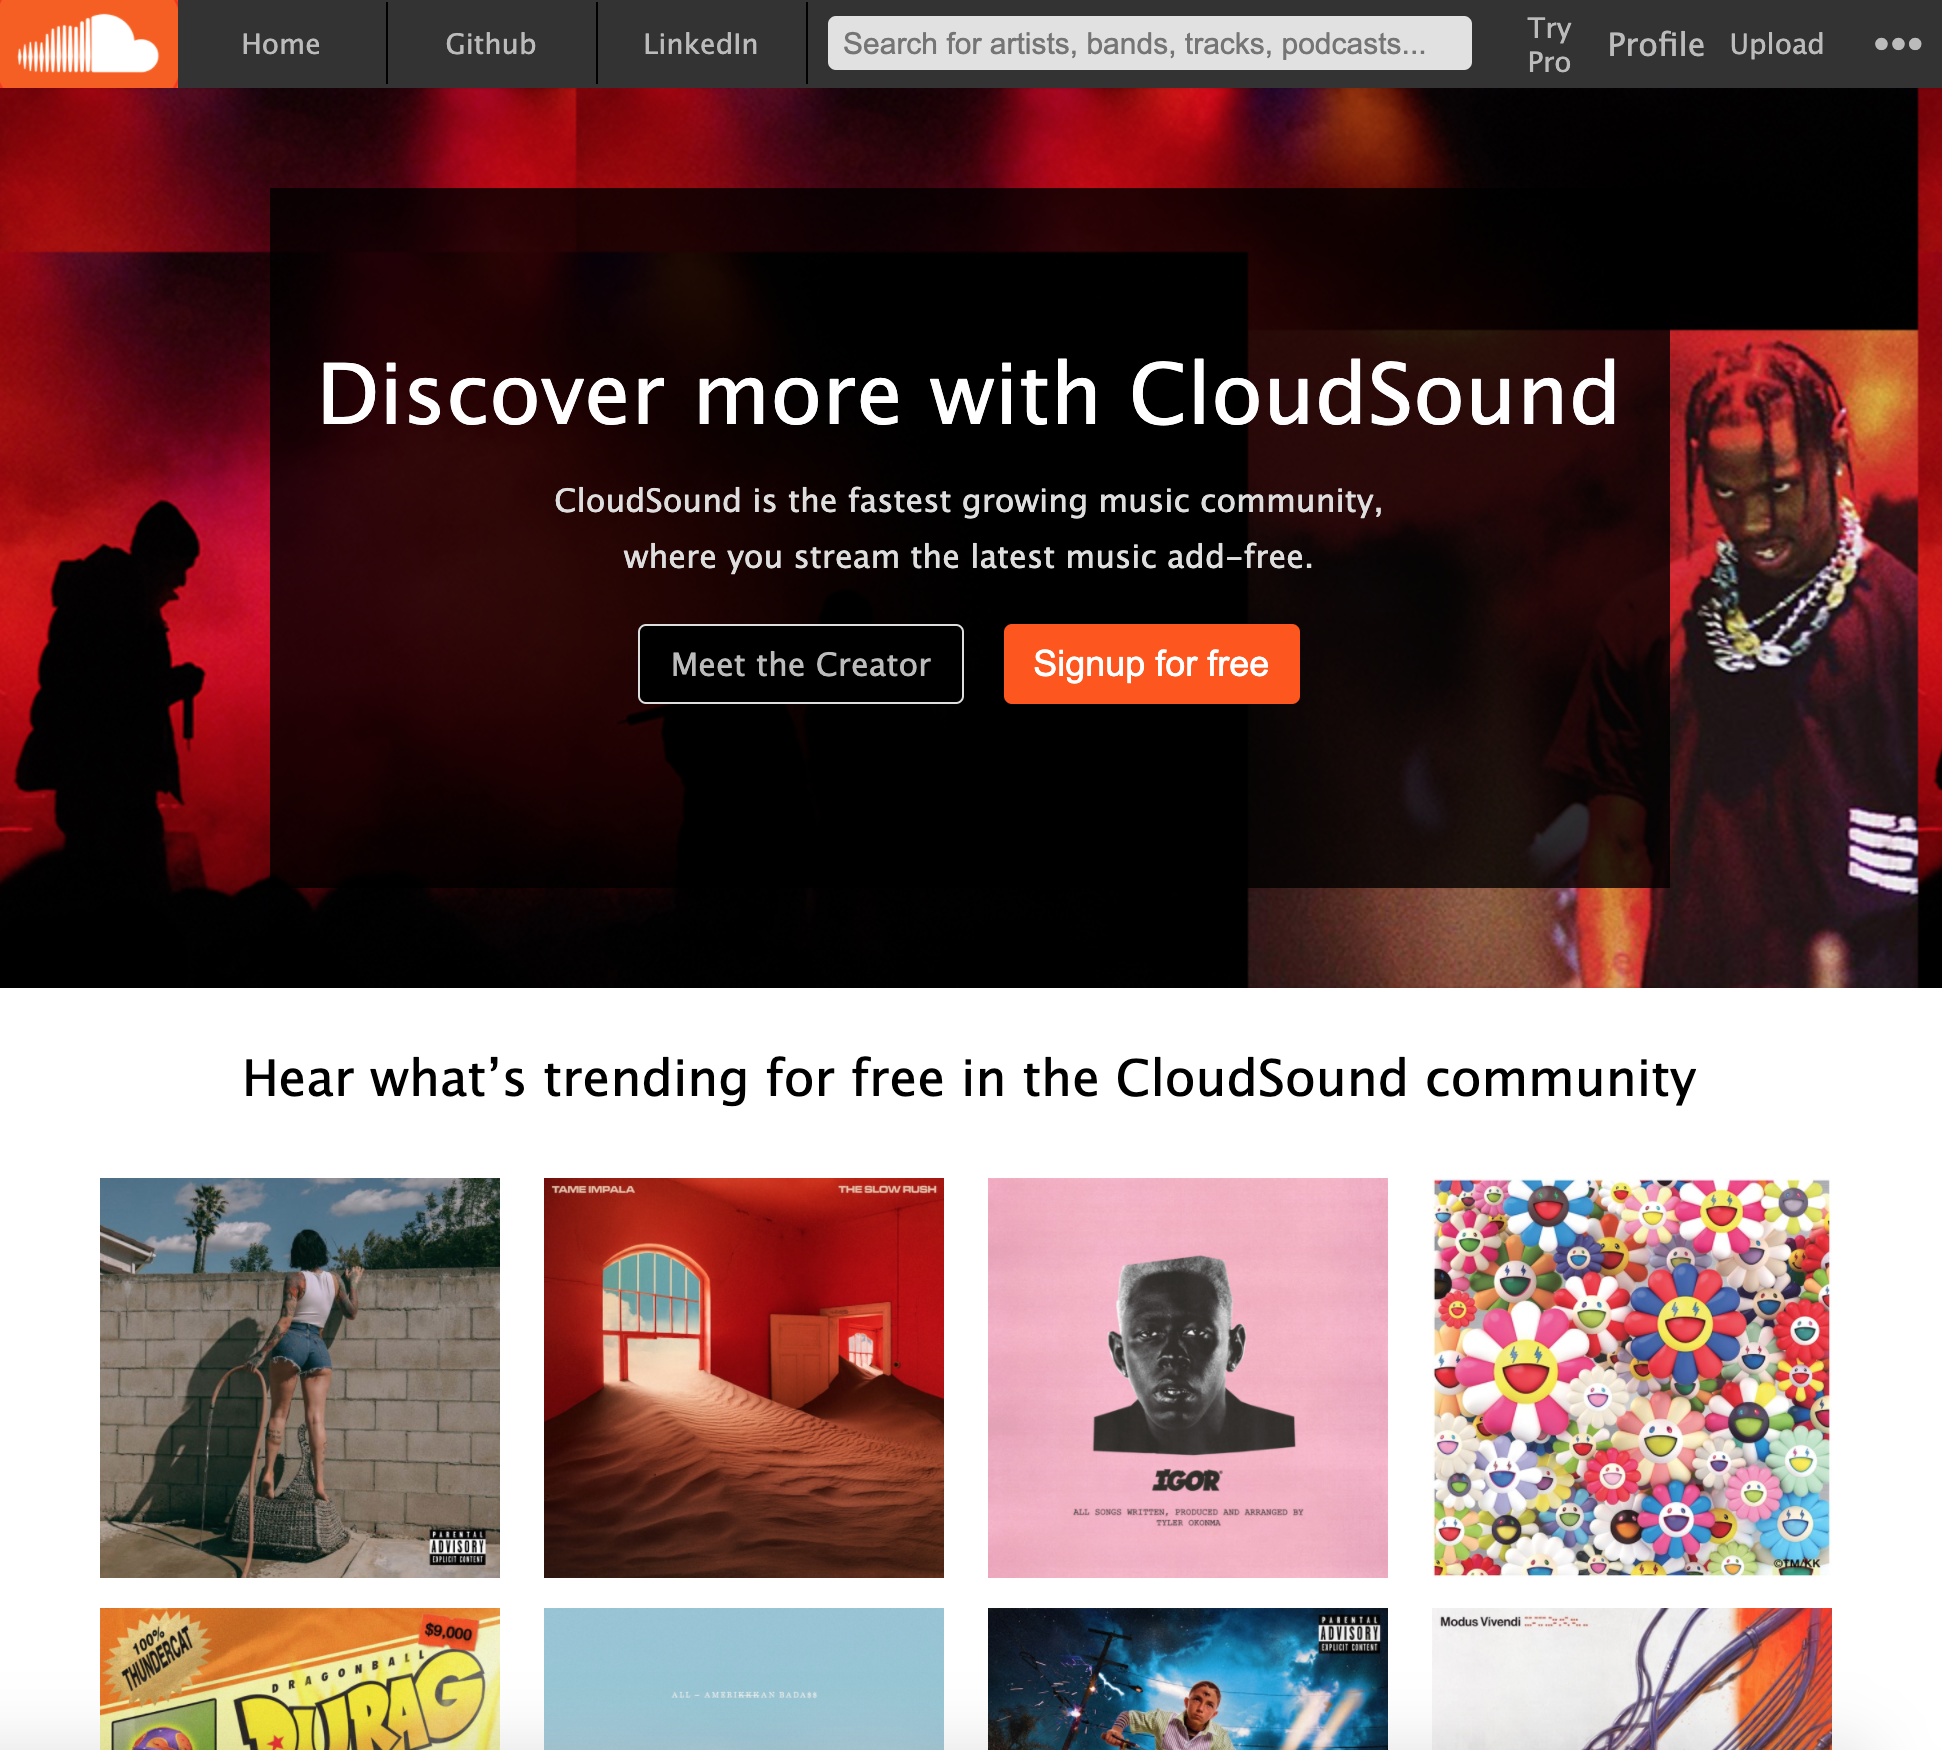 Home
Github
LinkedIn
Search for artists, bands, tracks, podcasts...
Try
Pro
Profile
Upload
Discover more with CloudSound
CloudSound is the fastest growing music community,
where you stream the latest music add-free.
Meet the Creator
Signup for free
Hear what's trending for free in the CloudSound community
PARENTAL
ADVISORY
EXPLICIT CONTENT
TAME IMPALA
THE SLOW RUSH
IGOR
ALL SONGS WRITTEN, PRODUCED AND ARRANGED BY
TYLER OKONMA
©TM/KK
100%
THUNDERCAT
$9,000
DRAGONBALL
DURAG
ALL – AMERIKKKAN BADA$$
PARENTAL
ADVISORY
EXPLICIT CONTENT
Modus Vivendi